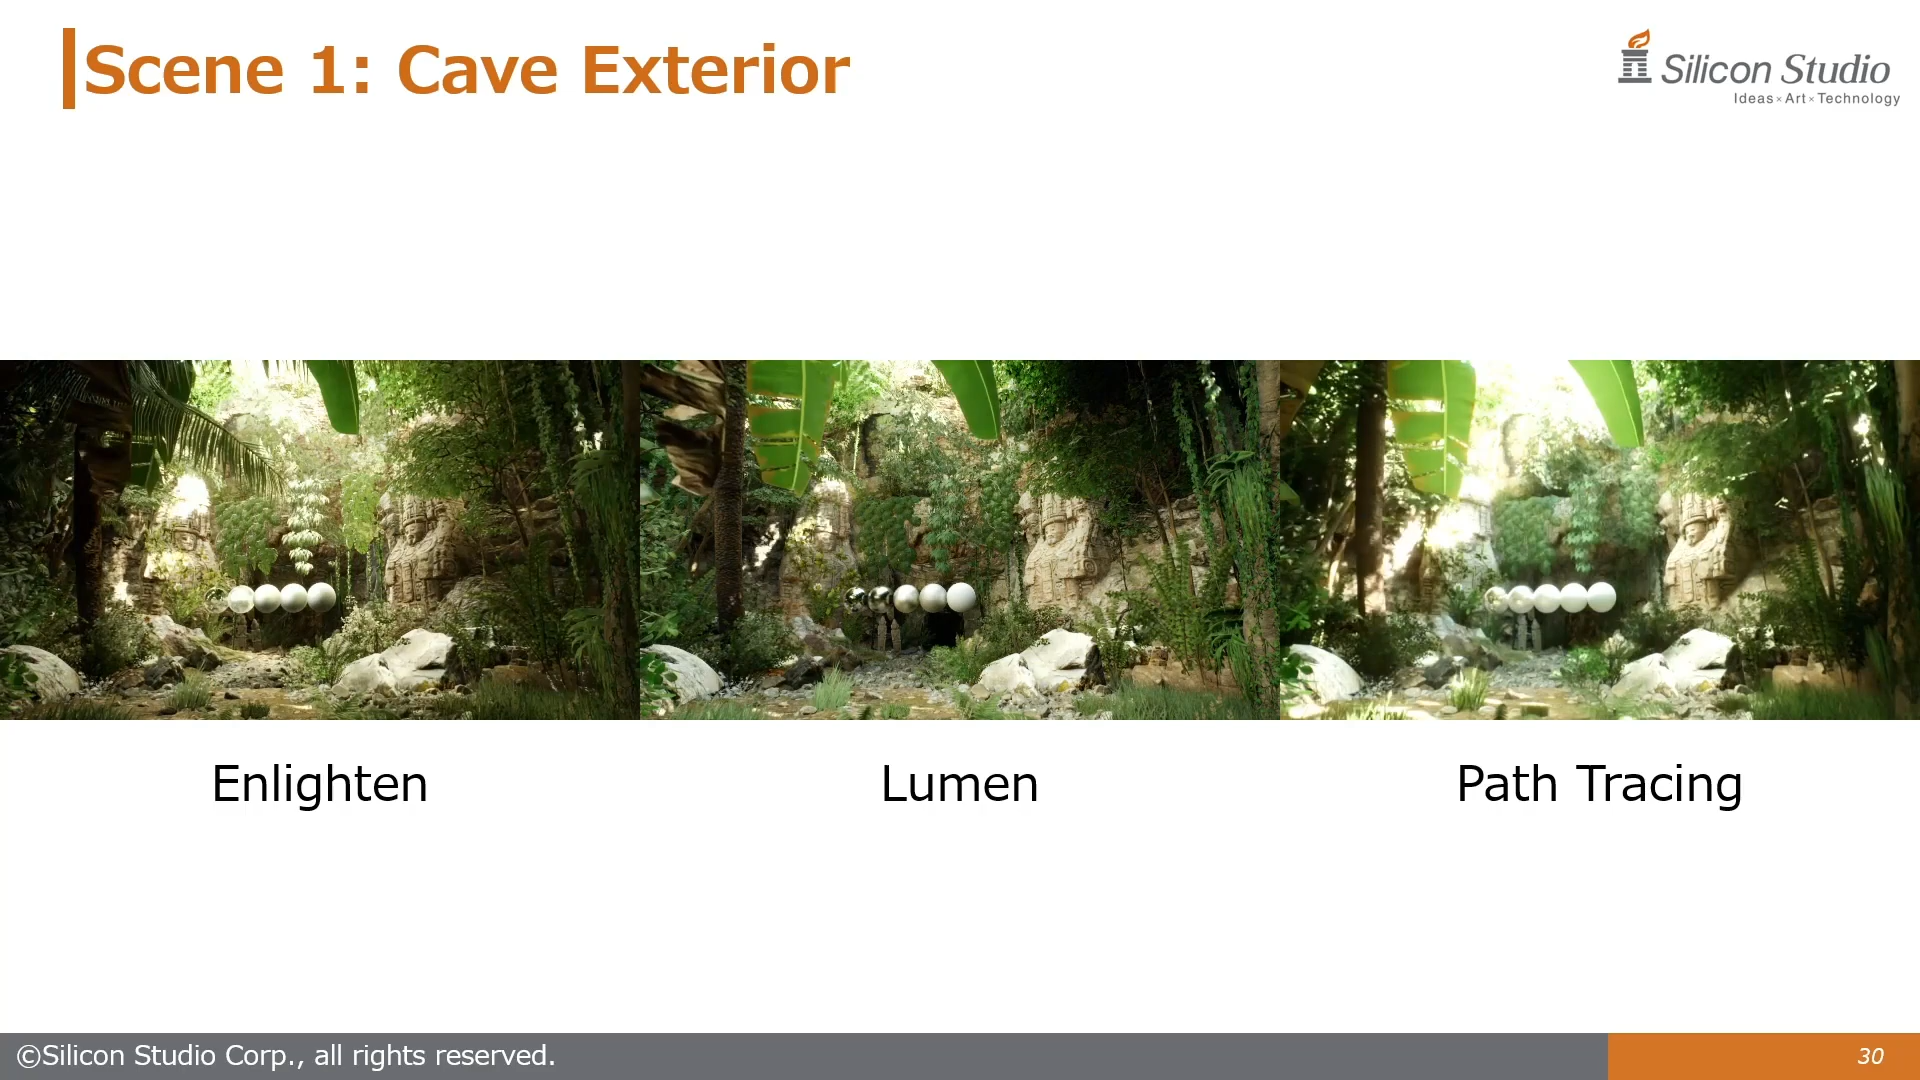 Scene 1: Cave Exterior
Silicon Studio
Ideas×Art×Technology
Enlighten
Lumen
Path Tracing
©Silicon Studio Corp., all rights reserved.
30